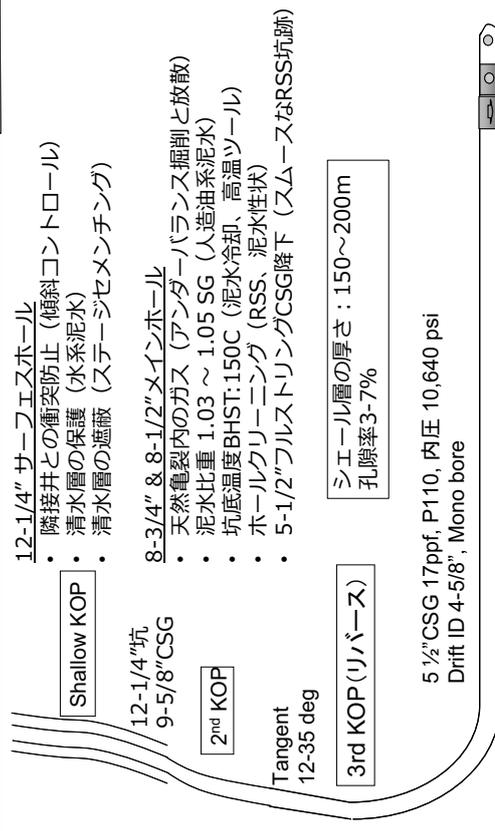 12-1/4” サーフェスホール
・ 隣接井との衝突防止（傾斜コントロール）
・ 清水層の保護（水系泥水）
・ 清水層の遮蔽（ステージセメンチング）
Shallow KOP
12-1/4”坑
9-5/8”CSG
8-3/4” & 8-1/2”メインホール
・ 天然亀裂内のガス（アンダーバランス掘削と放散）
・ 泥水比重 1.03 ～ 1.05 SG（人造油系泥水）
・ 坑底温度BHST:150C（泥水冷却、高温ツール）
・ ホールクリーニング（RSS、泥水性状）
・ 5-1/2”フルストリングCSG降下（スムースなRSS坑跡）
2nd KOP
Tangent
12-35 deg
シェール層の厚さ：150～200m
孔隙率3-7%
3rd KOP（リバース）
5 ½”CSG 17ppf, P110, 内圧 10,640 psi
Drift ID 4-5/8”, Mono bore